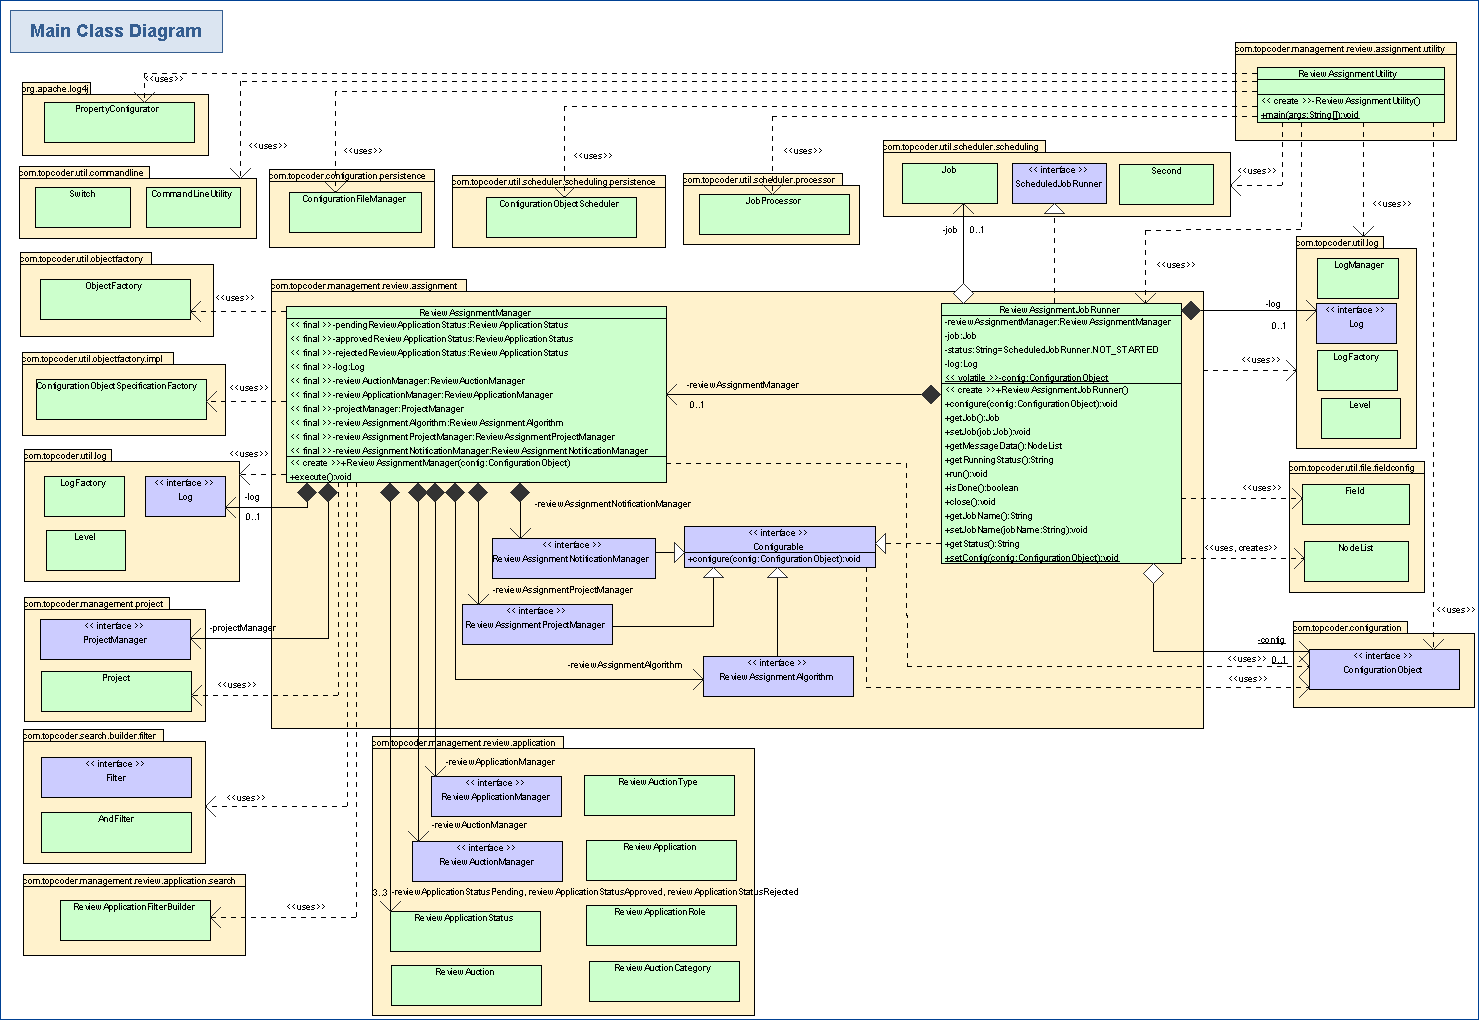 Main Class Diagram
com.topcoder.management.review.assignment.utility
ReviewAssignmentUtility
<< create >>-ReviewAssignmentUtility()
+main(args:String[]):void
<<uses>>
org.apache.log4j
PropertyConfigurator
<<uses>>
<<uses>>
<<uses>>
<<uses>>
com.topcoder.util.commandline
Switch
CommandLineUtility
com.topcoder.configuration.persistence
ConfigurationFileManager
com.topcoder.util.scheduler.scheduling.persistence
ConfigurationObjectScheduler
com.topcoder.util.scheduler.processor
JobProcessor
com.topcoder.util.scheduler.scheduling
Job
<< interface >>
ScheduledJobRunner
Second
<<uses>>
<<uses>>
-job
0..1
<<uses>>
com.topcoder.util.log
LogManager
<< interface >>
Log
LogFactory
Level
-log
0..1
<<uses>>
com.topcoder.util.objectfactory
ObjectFactory
<<uses>>
com.topcoder.util.objectfactory.impl
ConfigurationObjectSpecificationFactory
<<uses>>
com.topcoder.util.log
LogFactory
<< interface >>
Log
Level
<<uses>>
-log
0..1
com.topcoder.management.review.assignment
ReviewAssignmentManager
<< final >>-pendingReviewApplicationStatus:ReviewApplicationStatus
<< final >>-approvedReviewApplicationStatus:ReviewApplicationStatus
<< final >>-rejectedReviewApplicationStatus:ReviewApplicationStatus
<< final >>-log:Log
<< final >>-reviewAuctionManager:ReviewAuctionManager
<< final >>-reviewApplicationManager:ReviewApplicationManager
<< final >>-projectManager:ProjectManager
<< final >>-reviewAssignmentAlgorithm:ReviewAssignmentAlgorithm
<< final >>-reviewAssignmentProjectManager:ReviewAssignmentProjectManager
<< final >>-reviewAssignmentNotificationManager:ReviewAssignmentNotificationManager
<< create >>+ReviewAssignmentManager(config:ConfigurationObject)
+execute():void
-reviewAssignmentManager
0..1
ReviewAssignmentJobRunner
-reviewAssignmentManager:ReviewAssignmentManager
-job:Job
-status:String=ScheduledJobRunner.NOT_STARTED
-log:Log
<< volatile >>-config:ConfigurationObject
<< create >>+ReviewAssignmentJobRunner()
+configure(config:ConfigurationObject):void
+getJob():Job
+setJob(job:Job):void
+getMessageData():NodeList
+getRunningStatus():String
+run():void
+isDone():boolean
+close():void
+getJobName():String
+setJobName(jobName:String):void
+getStatus():String
+setConfig(config:ConfigurationObject):void
com.topcoder.util.file.fieldconfig
Field
NodeList
<<uses>>
<<uses, creates>>
<<uses>>
com.topcoder.configuration
<< interface >>
ConfigurationObject
-config
0..1
<<uses>>
<<uses>>
-reviewAssignmentNotificationManager
<< interface >>
ReviewAssignmentNotificationManager
<< interface >>
Configurable
+configure(config:ConfigurationObject):void
-reviewAssignmentProjectManager
<< interface >>
ReviewAssignmentProjectManager
-reviewAssignmentAlgorithm
<< interface >>
ReviewAssignmentAlgorithm
com.topcoder.management.project
<< interface >>
ProjectManager
Project
-projectManager
<<uses>>
com.topcoder.search.builder.filter
<< interface >>
Filter
AndFilter
<<uses>>
com.topcoder.management.review.application.search
ReviewApplicationFilterBuilder
<<uses>>
com.topcoder.management.review.application
-reviewApplicationManager
<< interface >>
ReviewApplicationManager
ReviewAuctionType
-reviewAuctionManager
<< interface >>
ReviewAuctionManager
ReviewApplication
3..3
-reviewApplicationStatusPending, reviewApplicationStatusApproved, reviewApplicationStatusRejected
ReviewApplicationStatus
ReviewApplicationRole
ReviewAuction
ReviewAuctionCategory